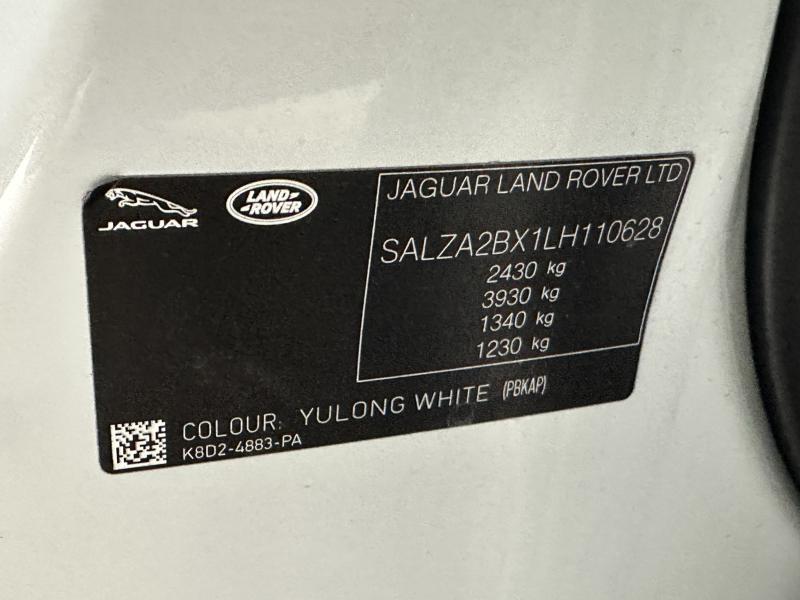 JAGUAR
LAND
ROVER
JAGUAR LAND ROVER LTD
SALZA2BX1LH110628
2430 kg
3930 kg
1340 kg
1230 kg
COLOUR: YULONG WHITE (PBKAP)
K8D2-4883-PA